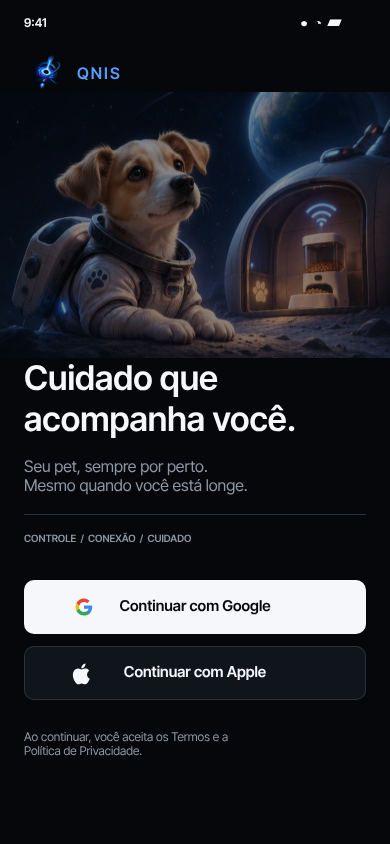 9:41
QNIS
Cuidado que
acompanha você.
Seu pet, sempre por perto.
Mesmo quando você está longe.
CONTROLE / CONEXÃO / CUIDADO
Continuar com Google
Continuar com Apple
Ao continuar, você aceita os Termos e a
Política de Privacidade.